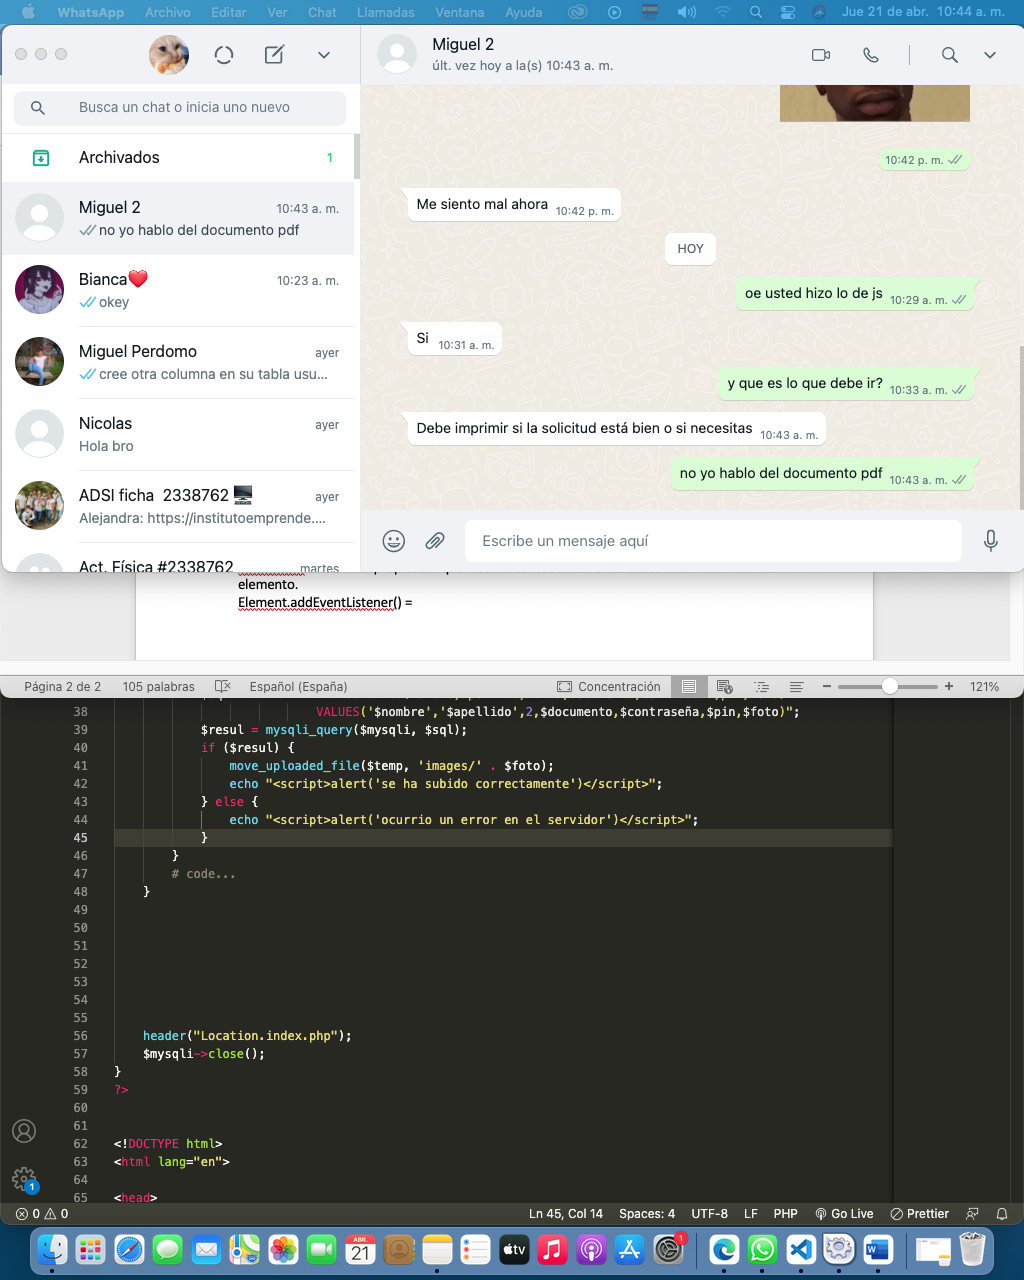 WhatsApp Archivo Editar Ver Chat Llamadas Ventana Ayuda Jue 21 de abr. 10:44 a. m.
Miguel 2
últ. vez hoy a la(s) 10:43 a. m.
Busca un chat o inicia uno nuevo
Archivados 1
Miguel 2 10:43 a. m.
no yo hablo del documento pdf
Bianca❤️ 10:23 a. m.
okey
Miguel Perdomo ayer
cree otra columna en su tabla usu...
Nicolas ayer
Hola bro
ADSI ficha 2338762 🖥️ ayer
Alejandra: https://institutoemprende....
Act. Física #2338762 martes
10:42 p. m.
Me siento mal ahora 10:42 p. m.
HOY
oe usted hizo lo de js 10:29 a. m.
Si 10:31 a. m.
y que es lo que debe ir? 10:33 a. m.
Debe imprimir si la solicitud está bien o si necesitas 10:43 a. m.
no yo hablo del documento pdf 10:43 a. m.
Escribe un mensaje aquí
elemento.
Element.addEventListener() =
Página 2 de 2 105 palabras Español (España) Concentración 121%
38 VALUES('$nombre','$apellido',2,$documento,$contraseña,$pin,$foto)";
39 $resul = mysqli_query($mysqli, $sql);
40 if ($resul) {
41 move_uploaded_file($temp, 'images/' . $foto);
42 echo "<script>alert('se ha subido correctamente')</script>";
43 } else {
44 echo "<script>alert('ocurrio un error en el servidor')</script>";
45 }
46 }
47 # code...
48 }
49
50
51
52
53
54
55
56 header("Location.index.php");
57 $mysqli->close();
58 }
59 ?>
60
61
62 <!DOCTYPE html>
63 <html lang="en">
64
65 <head>
1
0 0 Ln 45, Col 14 Spaces: 4 UTF-8 LF PHP Go Live Prettier
ABR.
21
tv
1
W